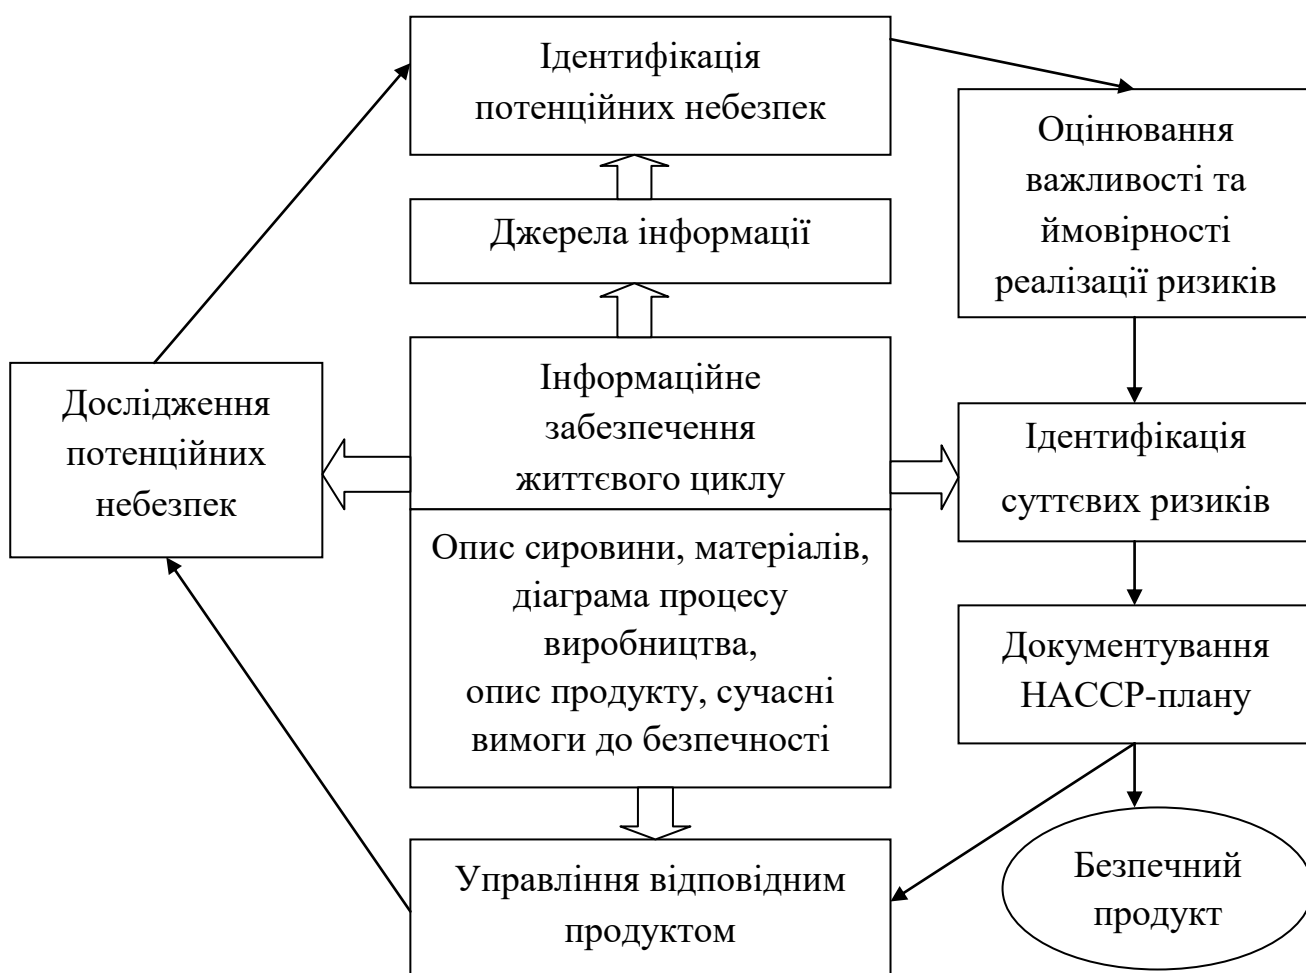 Ідентифікація
потенційних небезпек
Оцінювання
важливості та
ймовірності
реалізації ризиків
Джерела інформації
Інформаційне
забезпечення
життєвого циклу
Дослідження
потенційних
небезпек
Ідентифікація
суттєвих ризиків
Опис сировини, матеріалів,
діаграма процесу
виробництва,
опис продукту, сучасні
вимоги до безпечності
Документування
НАССР-плану
Управління відповідним
продуктом
Безпечний
продукт